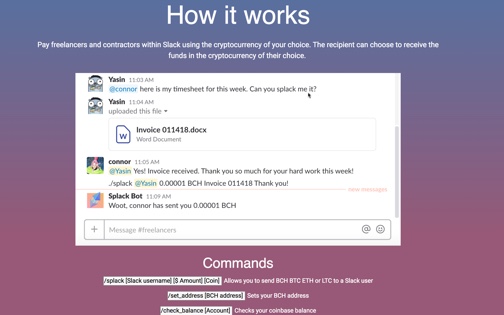 How it works
Pay freelancers and contractors within Slack using the cryptocurrency of your choice. The recipient can choose to receive the
funds in the cryptocurrency of their choice.
Yasin 11:03 AM
@connor here is my timesheet for this week. Can you splack me it?
Yasin 11:04 AM
uploaded this file
Invoice 011418.docx
W Word Document
connor 11:05 AM
@Yasin Yes! Invoice received. Thank you so much for your hard work this week!
./splack @Yasin 0.00001 BCH Invoice 011418 Thank you!
new messages
Splack Bot 11:09 AM
Woot, connor has sent you 0.00001 BCH
+ Message #freelancers @
Commands
/splack [Slack username] [$ Amount] [Coin] Allows you to send BCH BTC ETH or LTC to a Slack user
/set_address [BCH address] Sets your BCH address
/check_balance [Account] Checks your coinbase balance